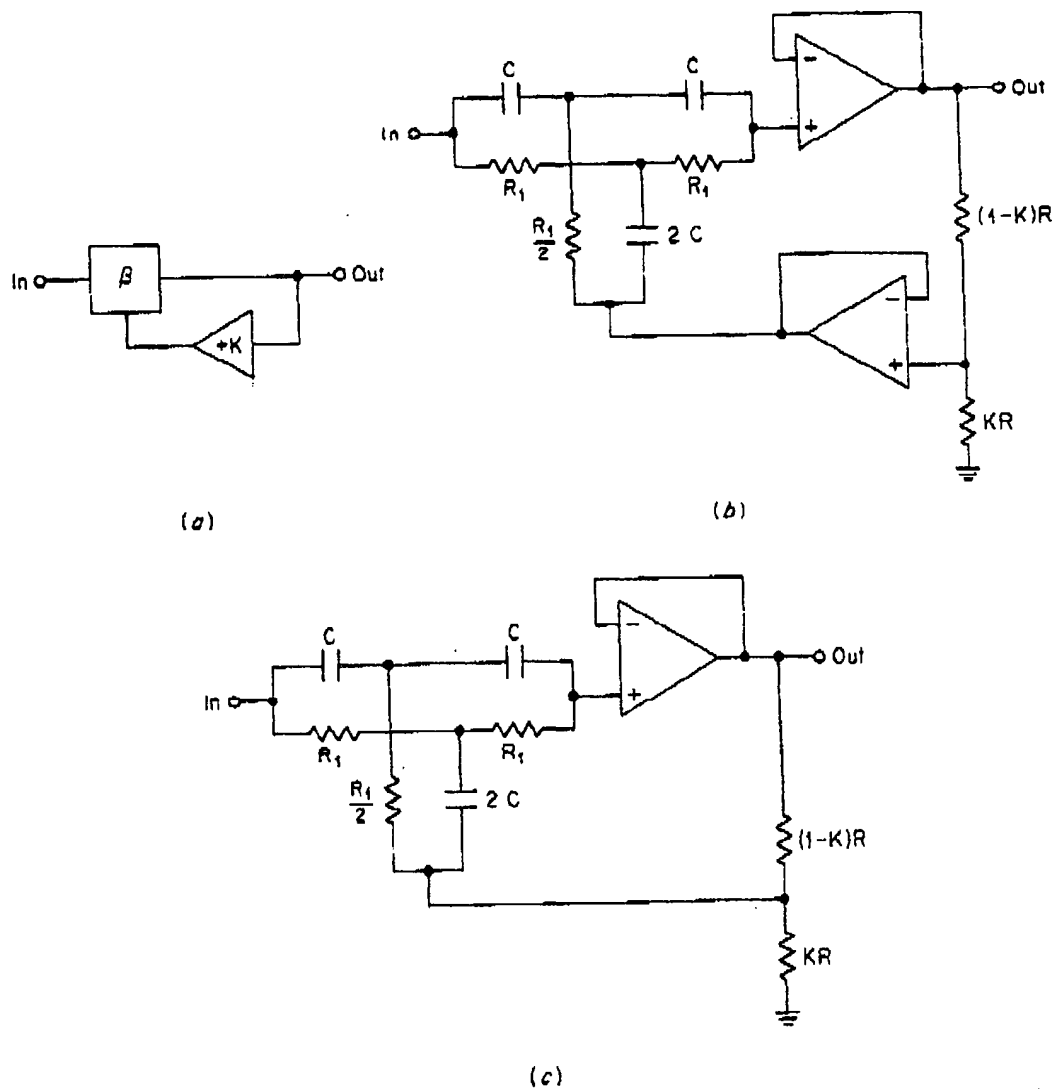 C
C
In
R1
R1
R1/2
2 C
-
+
Out
(1-K)R
-
+
KR
In
β
Out
+K
(a)
(b)
C
C
In
R1
R1
R1/2
2 C
-
+
Out
(1-K)R
KR
(c)